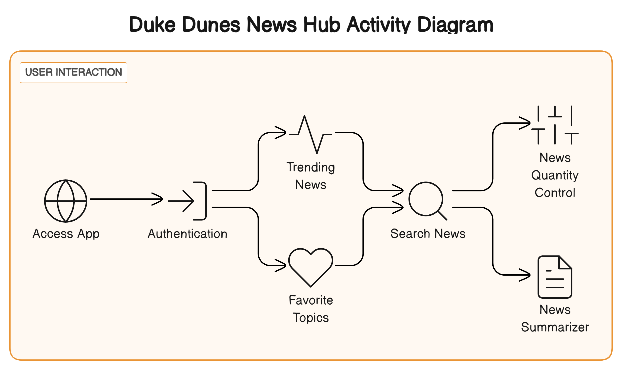 Duke Dunes News Hub Activity Diagram
USER INTERACTION
Access App
Authentication
Trending
News
Favorite
Topics
Search News
News
Quantity
Control
News
Summarizer